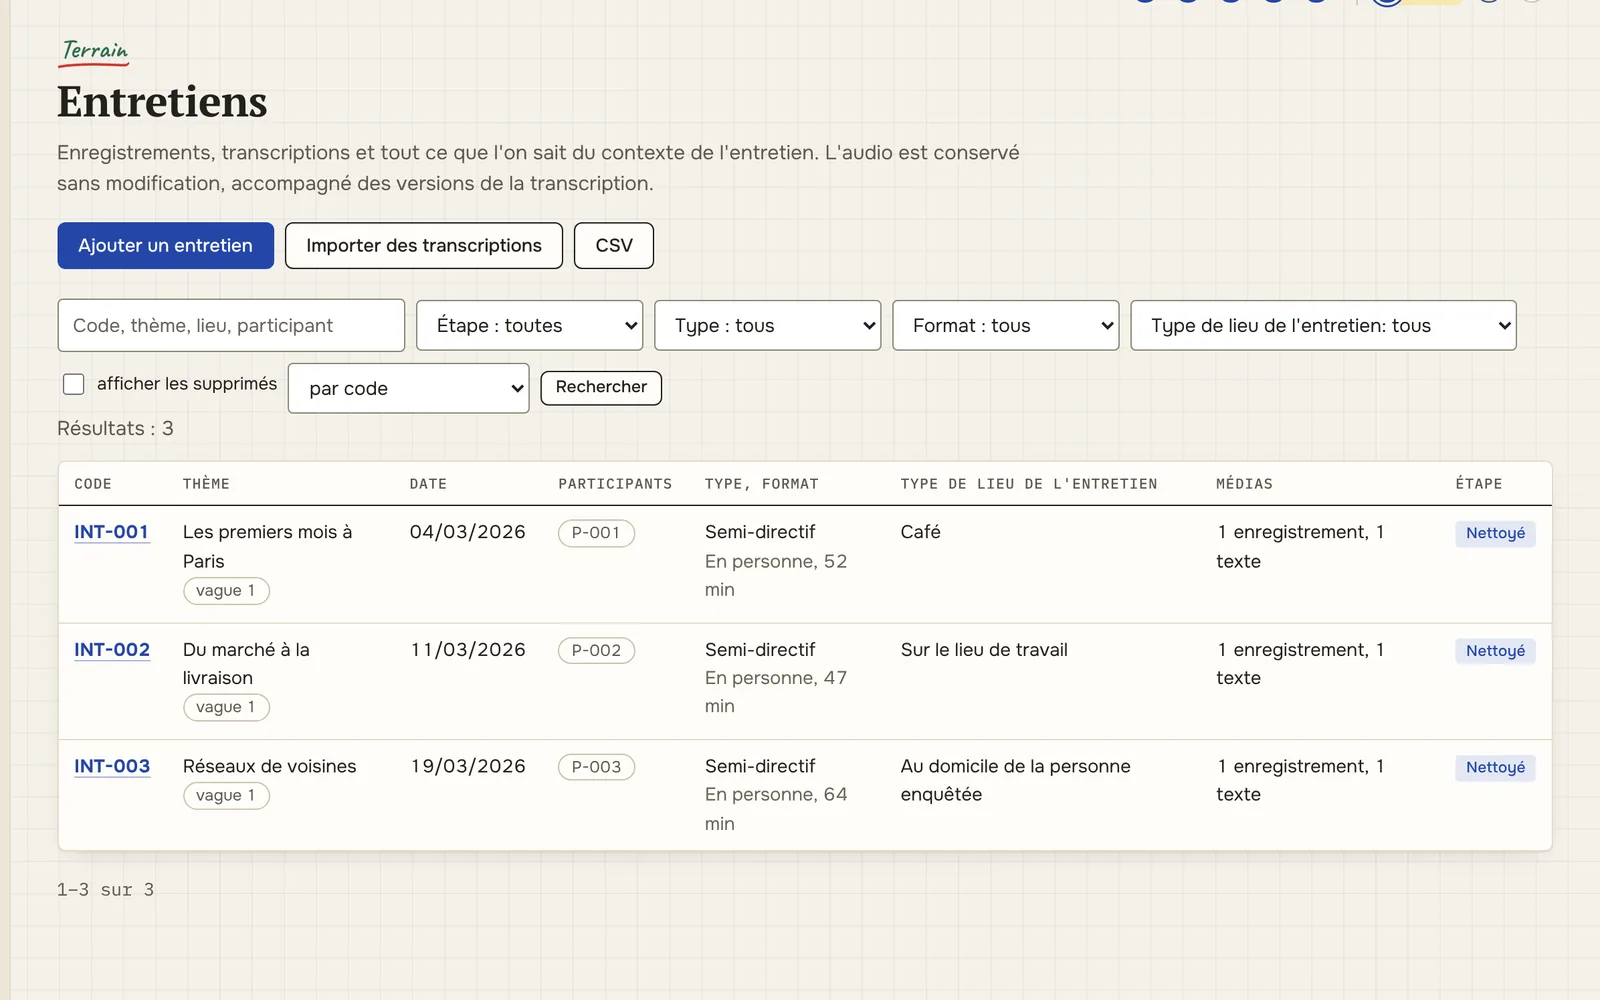 Terrain
Entretiens
Enregistrements, transcriptions et tout ce que l'on sait du contexte de l'entretien. L'audio est conservé
sans modification, accompagné des versions de la transcription.
Ajouter un entretien Importer des transcriptions CSV
Code, thème, lieu, participant Étape : toutes Type : tous Format : tous Type de lieu de l'entretien: tous
afficher les supprimés par code Rechercher
Résultats : 3
CODE THÈME DATE PARTICIPANTS TYPE, FORMAT TYPE DE LIEU DE L'ENTRETIEN MÉDIAS ÉTAPE
INT-001 Les premiers mois à 04/03/2026 P-001 Semi-directif Café 1 enregistrement, 1 Nettoyé
Paris En personne, 52 texte
vague 1 min
INT-002 Du marché à la 11/03/2026 P-002 Semi-directif Sur le lieu de travail 1 enregistrement, 1 Nettoyé
livraison En personne, 47 texte
vague 1 min
INT-003 Réseaux de voisines 19/03/2026 P-003 Semi-directif Au domicile de la personne 1 enregistrement, 1 Nettoyé
vague 1 En personne, 64 enquêtée texte
min
1–3 sur 3